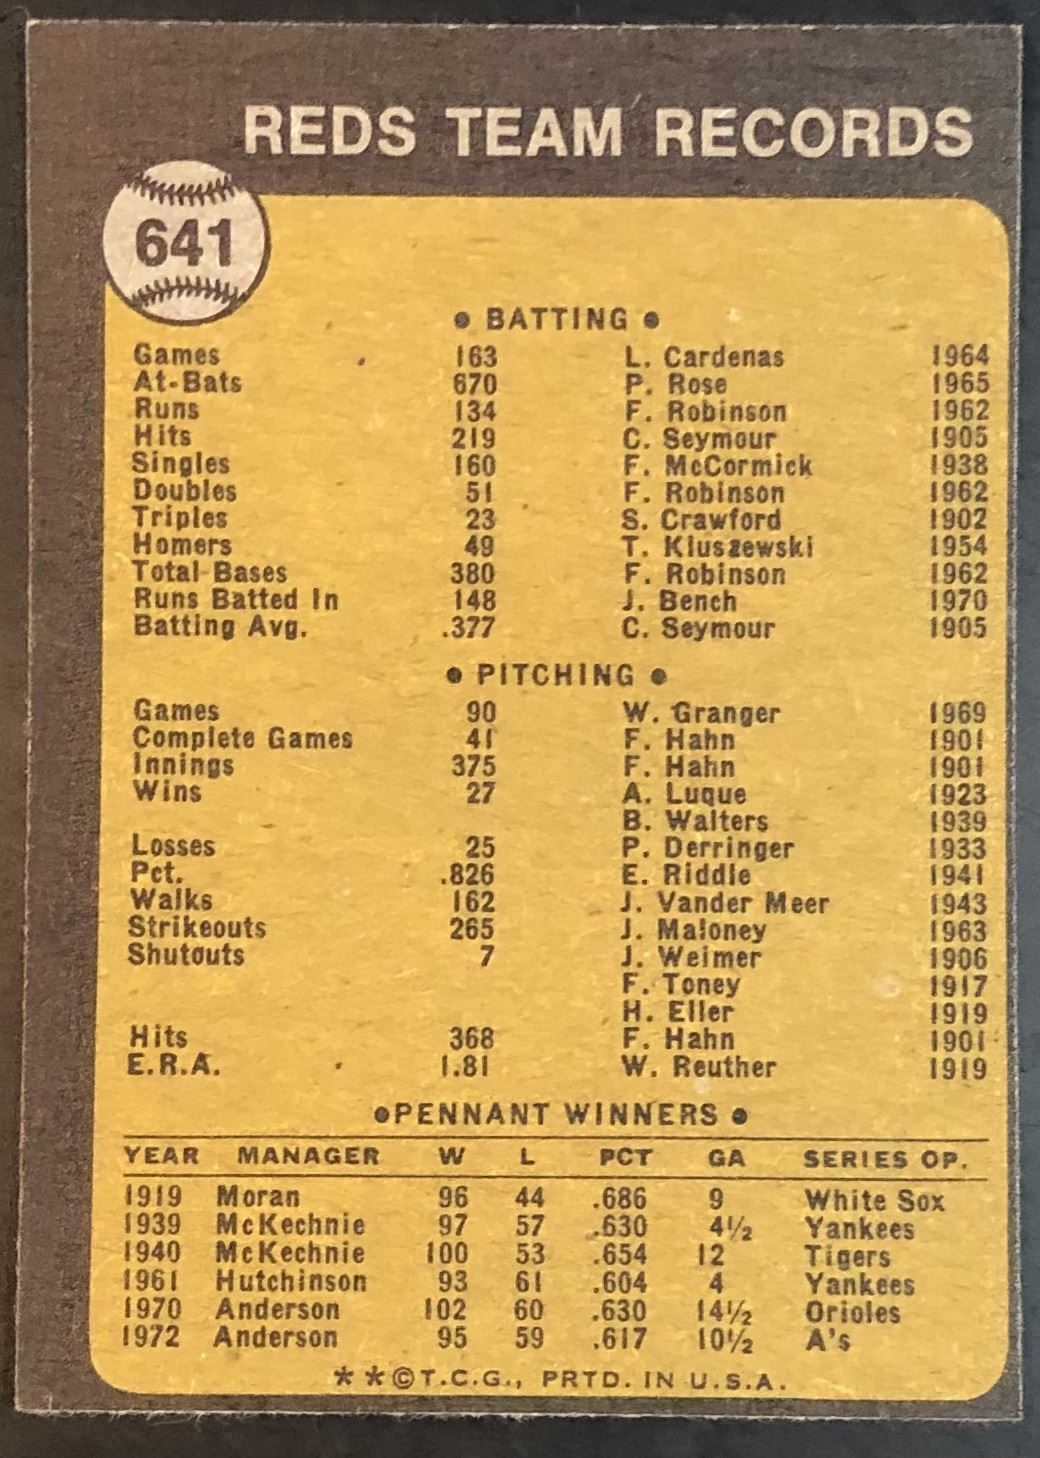 REDS TEAM RECORDS
641
● BATTING ●
Games 163 L. Cardenas 1964
At-Bats 670 P. Rose 1965
Runs 134 F. Robinson 1962
Hits 219 C. Seymour 1905
Singles 160 F. McCormick 1938
Doubles 51 F. Robinson 1962
Triples 23 S. Crawford 1902
Homers 49 T. Kluszewski 1954
Total Bases 380 F. Robinson 1962
Runs Batted In 148 J. Bench 1970
Batting Avg. .377 C. Seymour 1905
● PITCHING ●
Games 90 W. Granger 1969
Complete Games 41 F. Hahn 1901
Innings 375 F. Hahn 1901
Wins 27 A. Luque 1923
B. Walters 1939
Losses 25 P. Derringer 1933
Pct. .826 E. Riddle 1941
Walks 162 J. Vander Meer 1943
Strikeouts 265 J. Maloney 1963
Shutouts 7 J. Weimer 1906
F. Toney 1917
H. Eller 1919
Hits 368 F. Hahn 1901
E.R.A. 1.81 W. Reuther 1919
●PENNANT WINNERS ●
YEAR MANAGER W L PCT GA SERIES OP.
1919 Moran 96 44 .686 9 White Sox
1939 McKechnie 97 57 .630 4½ Yankees
1940 McKechnie 100 53 .654 12 Tigers
1961 Hutchinson 93 61 .604 4 Yankees
1970 Anderson 102 60 .630 14½ Orioles
1972 Anderson 95 59 .617 10½ A's
* * © T.C.G., PRTD. IN U.S.A.